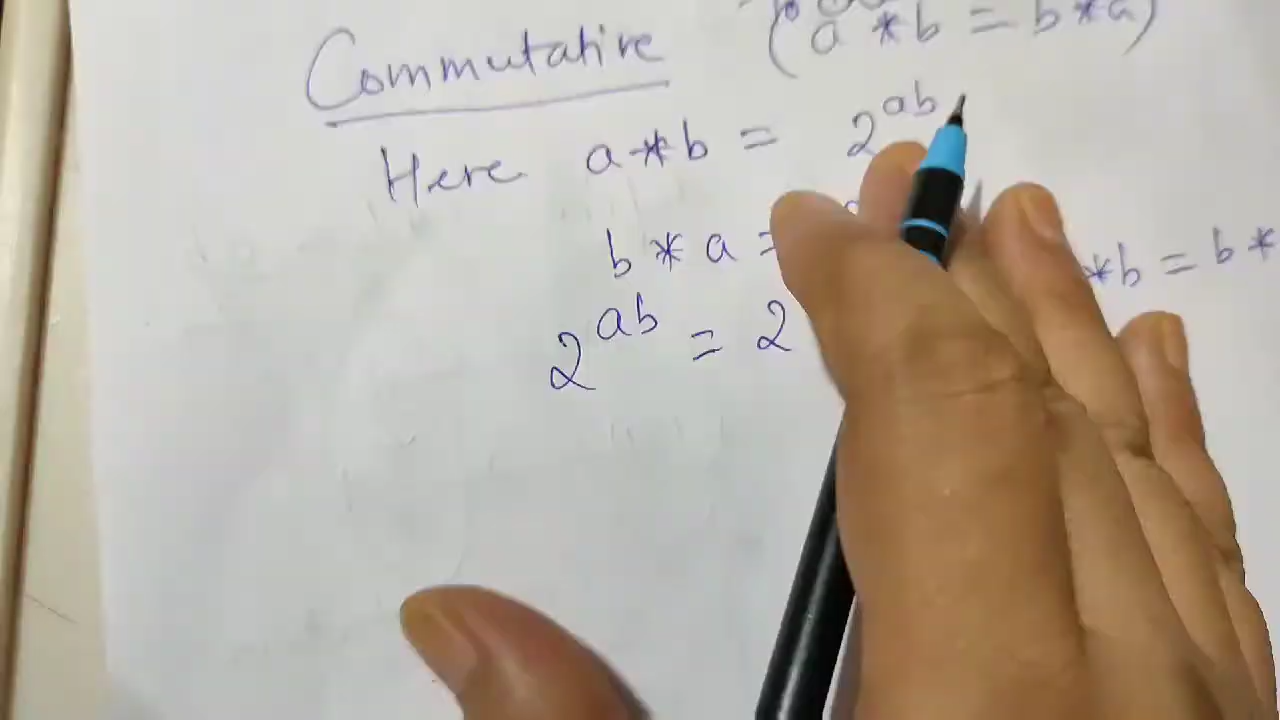 Commutative (a * b = b * a)
Here a * b = 2^ab
b * a = * b = b *
2^ab = 2